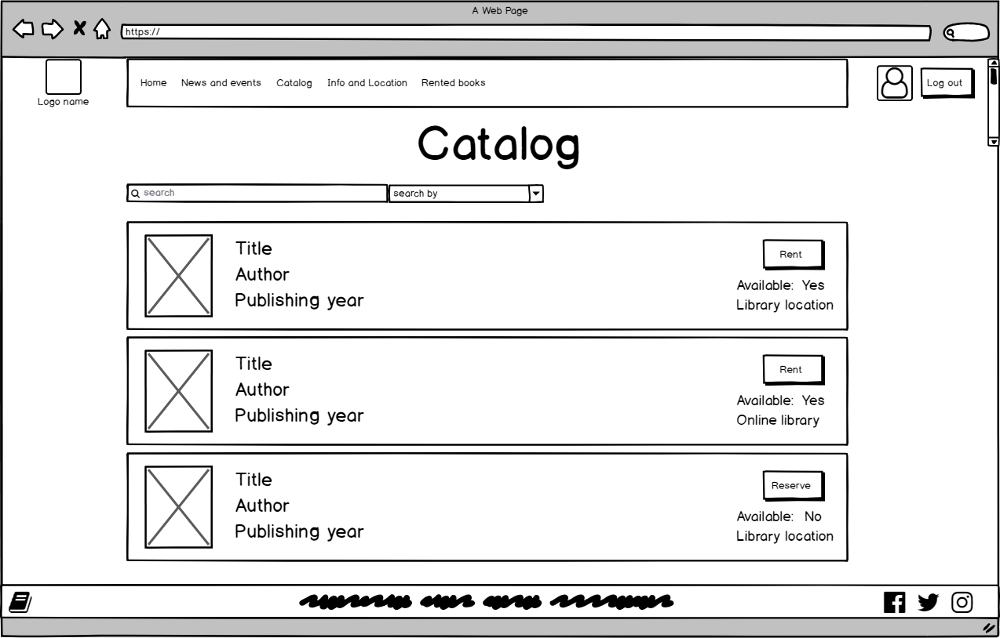 A Web Page
https://
Logo name
Home News and events Catalog Info and Location Rented books
Log out
Catalog
search
search by
Title
Author
Publishing year
Rent
Available: Yes
Library location
Title
Author
Publishing year
Rent
Available: Yes
Online library
Title
Author
Publishing year
Reserve
Available: No
Library location